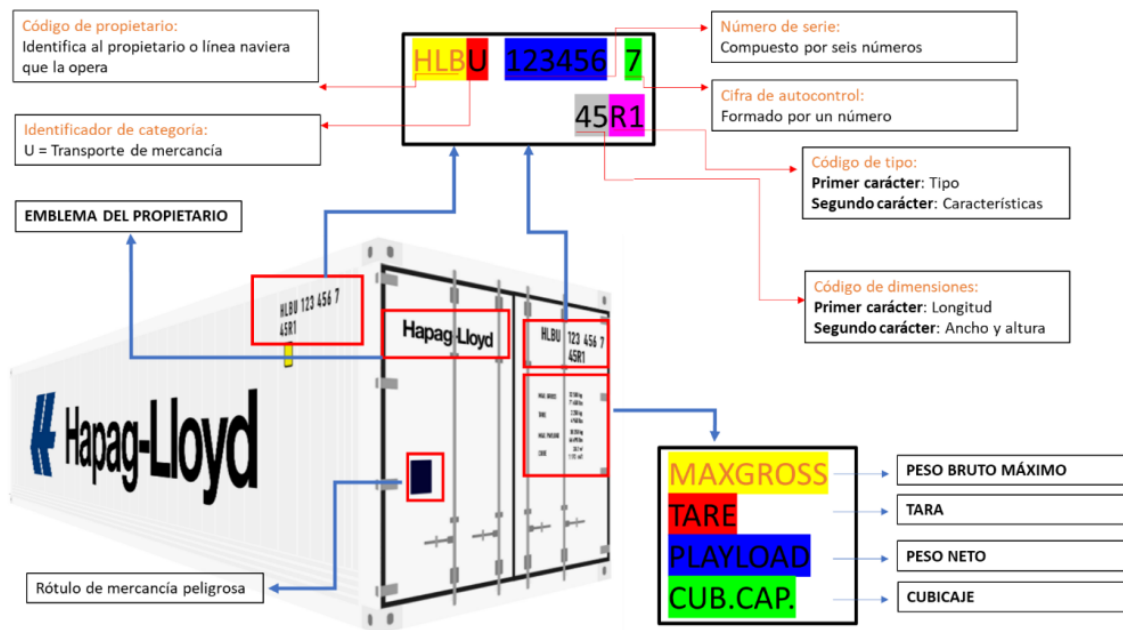 Código de propietario:
Identifica al propietario o línea naviera
que la opera
Identificador de categoría:
U = Transporte de mercancía
HLBU 123456 7
45R1
Número de serie:
Compuesto por seis números
Cifra de autocontrol:
Formado por un número
Código de tipo:
Primer carácter: Tipo
Segundo carácter: Características
Código de dimensiones:
Primer carácter: Longitud
Segundo carácter: Ancho y altura
EMBLEMA DEL PROPIETARIO
HLBU 123 456 7
45R1
Hapag-Lloyd
HLBU 123 456 7
45R1
Hapag-Lloyd
MAX. GROSS
TARE
Rótulo de mercancía peligrosa
MAXGROSS
TARE
PLAYLOAD
CUB.CAP.
PESO BRUTO MÁXIMO
TARA
PESO NETO
CUBICAJE